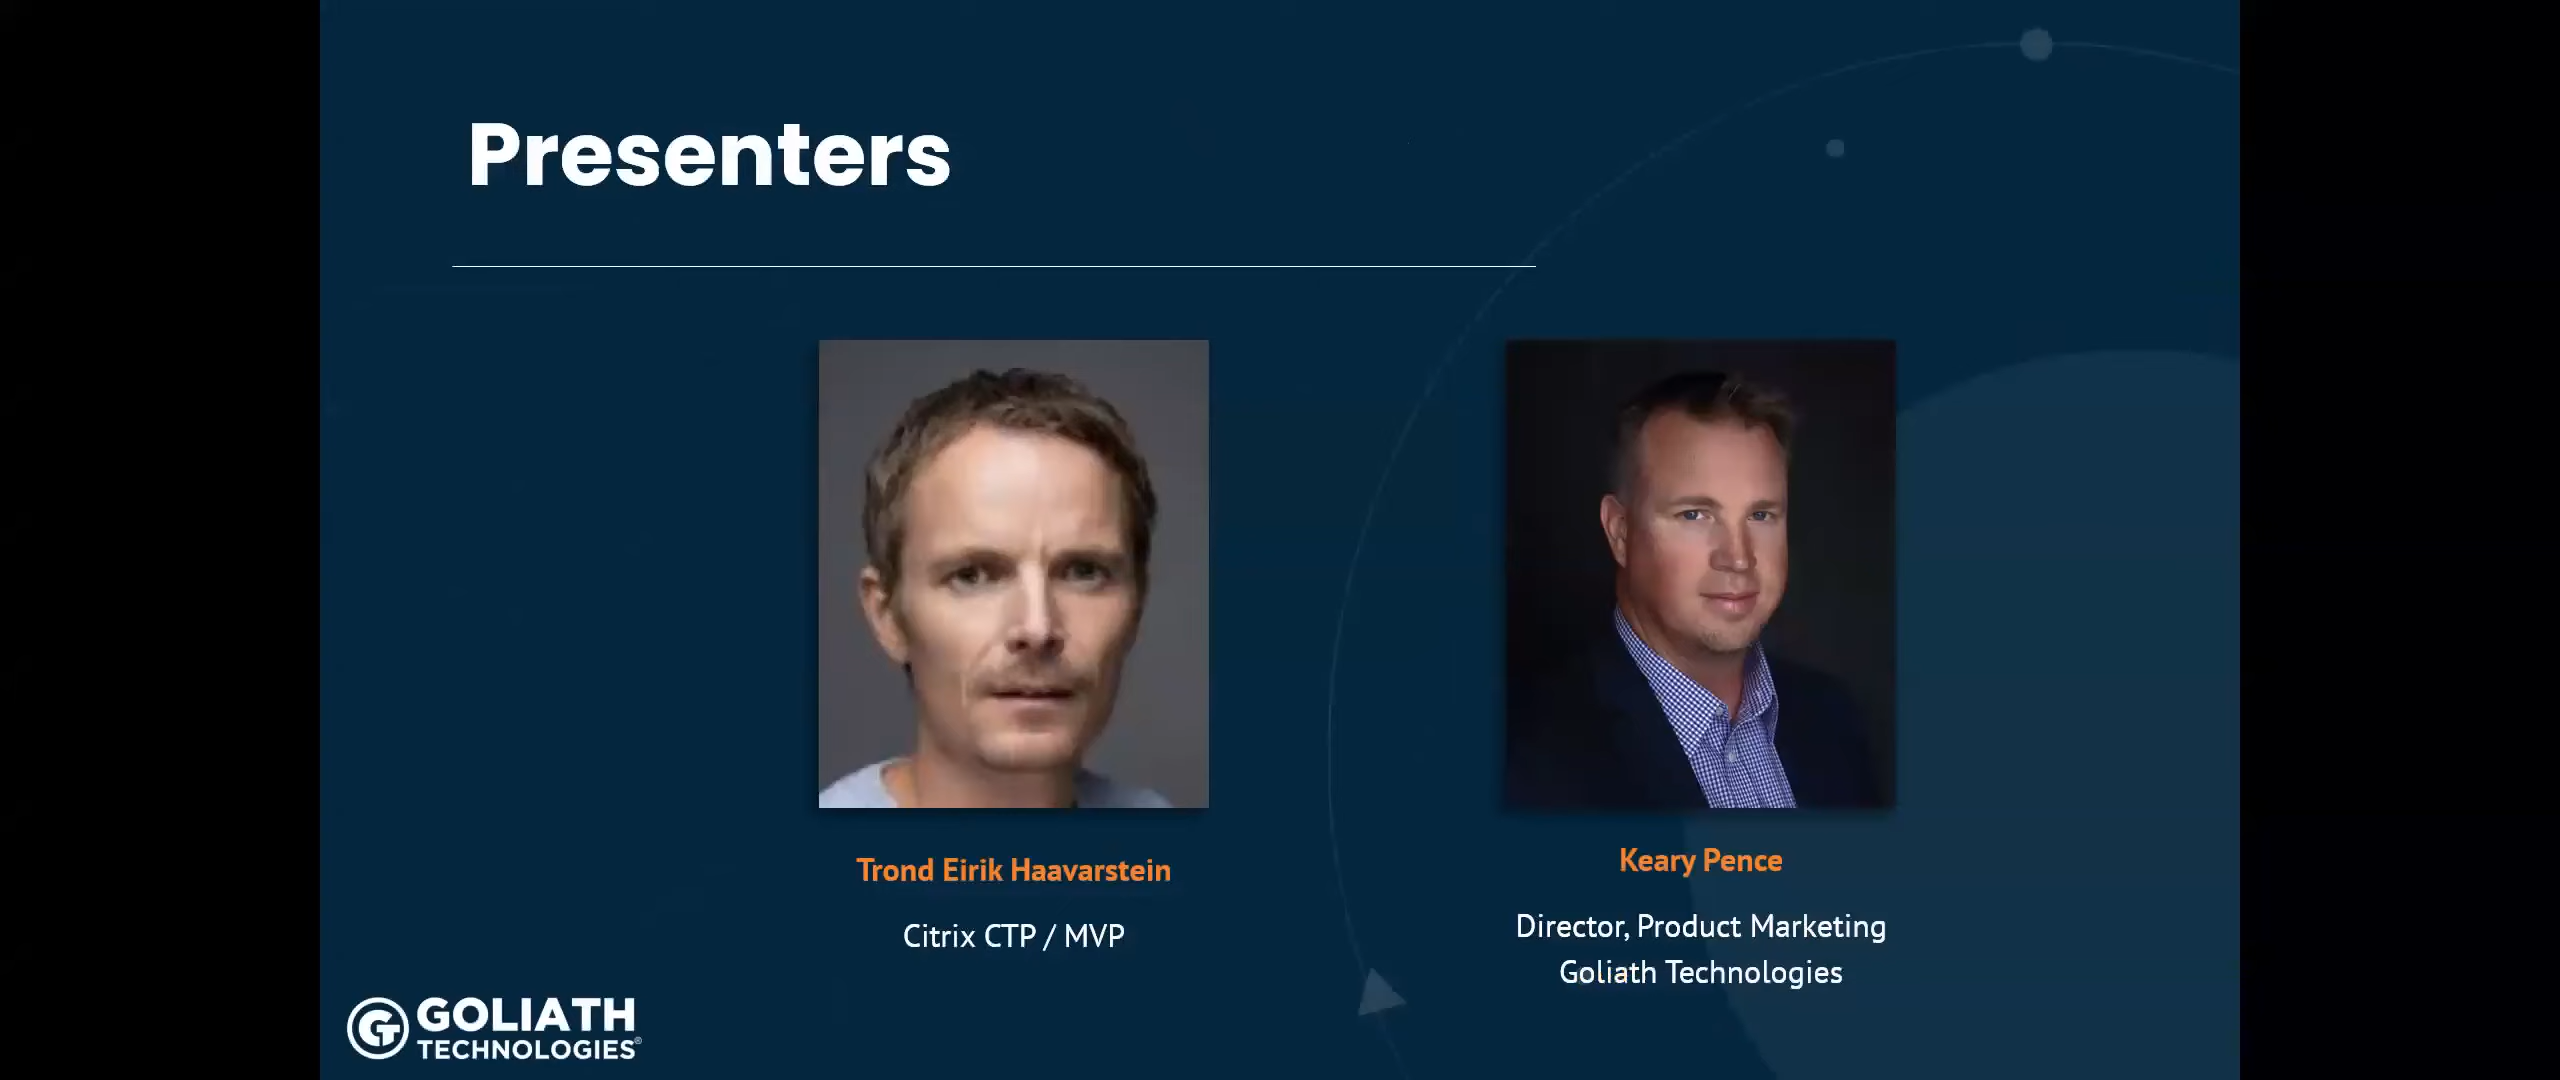 Presenters
Trond Eirik Haavarstein
Citrix CTP / MVP
Keary Pence
Director, Product Marketing
Goliath Technologies
GOLIATH
TECHNOLOGIES®